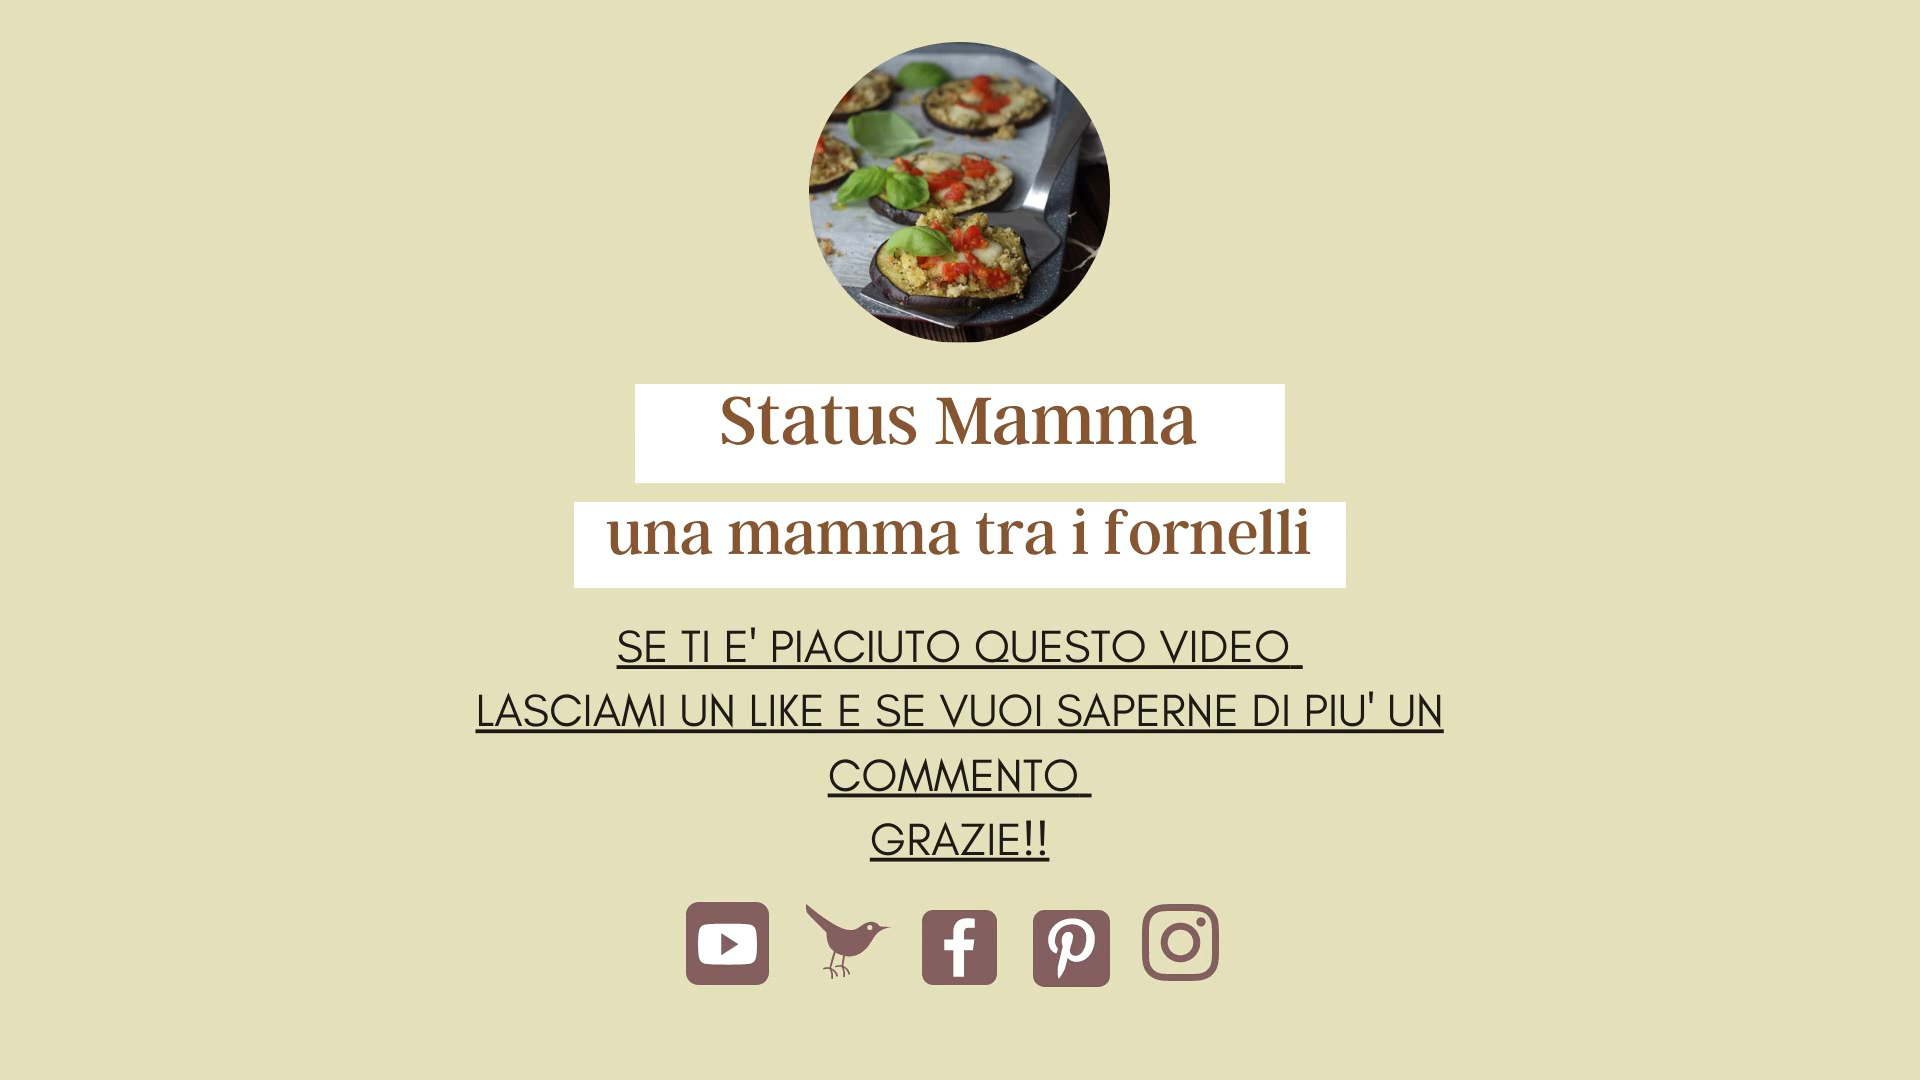 Status Mamma
una mamma tra i fornelli
SE TI E' PIACIUTO QUESTO VIDEO
LASCIAMI UN LIKE E SE VUOI SAPERNE DI PIU' UN
COMMENTO
GRAZIE!!